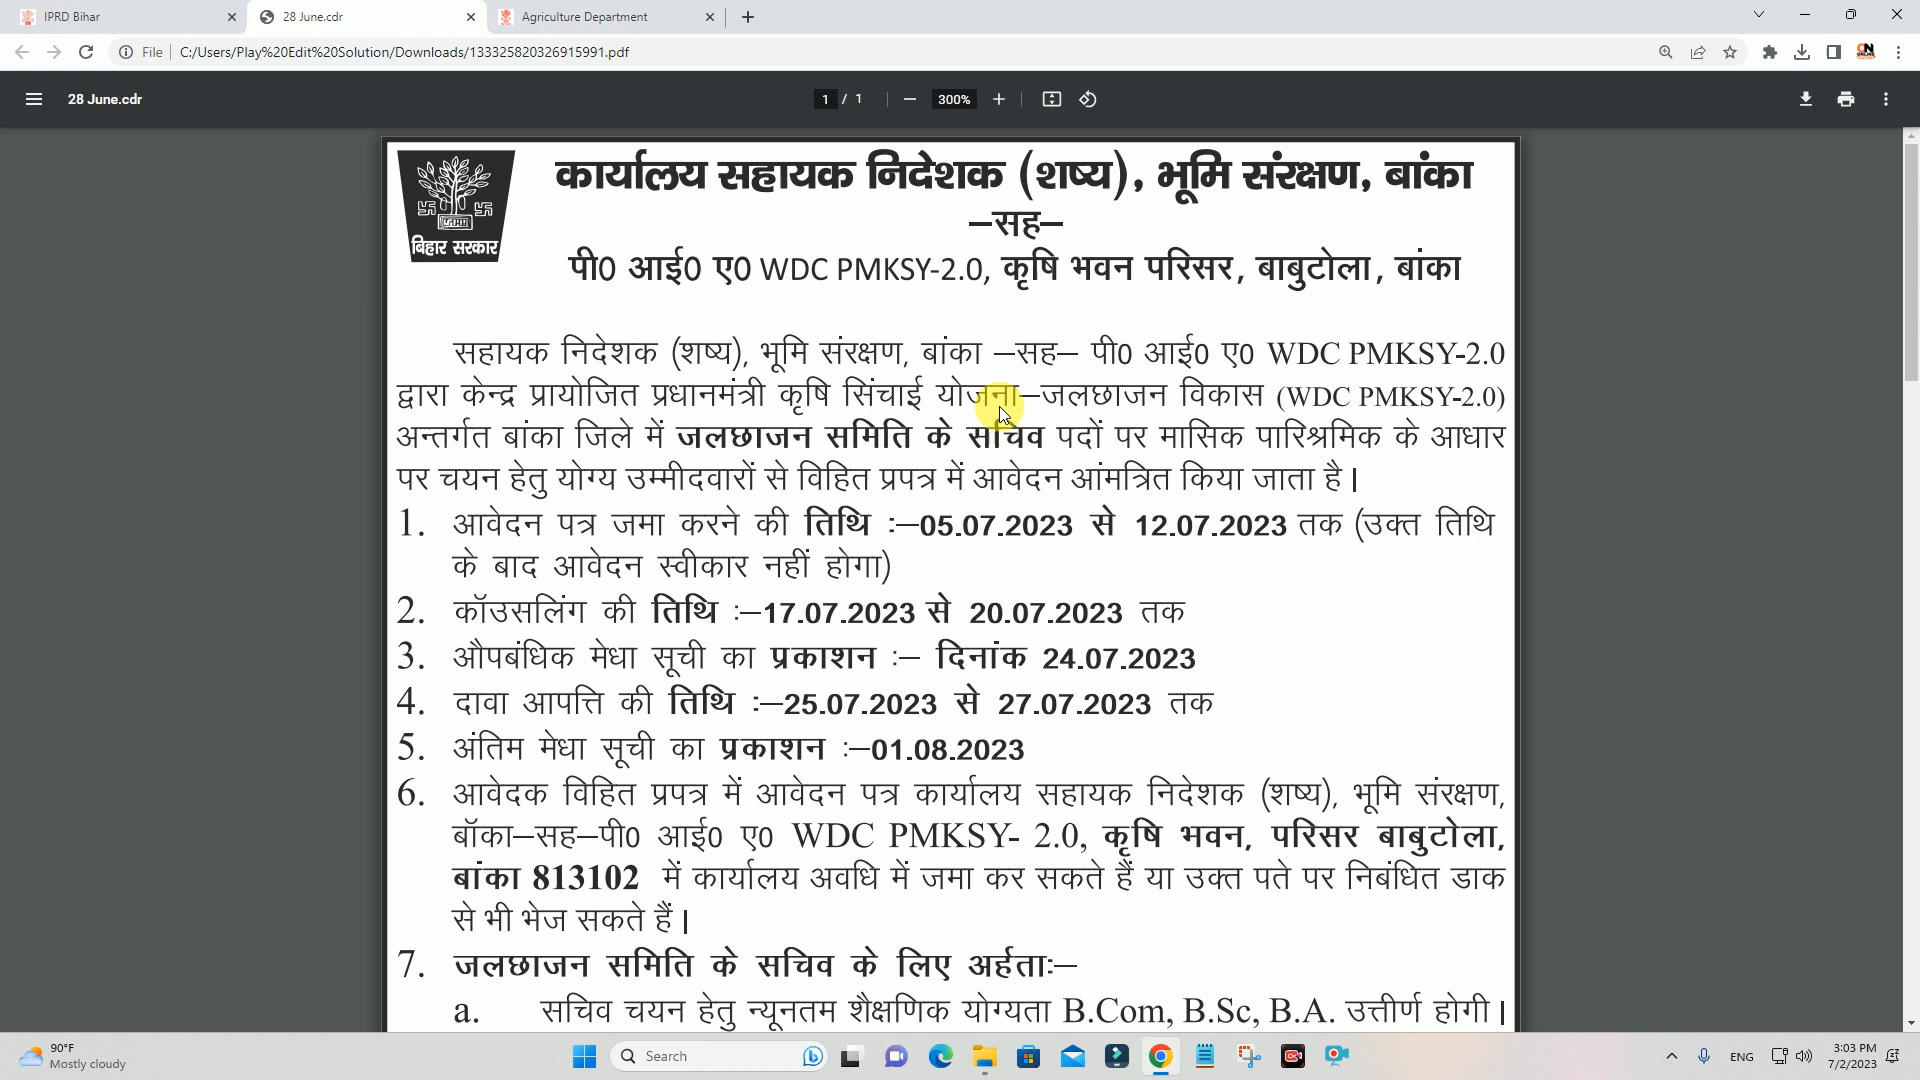 IPRD Bihar
28 June.cdr
Agriculture Department
File C:/Users/Play%20Edit%20Solution/Downloads/133325820326915991.pdf
28 June.cdr
1 / 1
300%
बिहार सरकार
कार्यालय सहायक निदेशक (शष्य), भूमि संरक्षण, बांका
–सह–
पी0 आई0 ए0 WDC PMKSY-2.0, कृषि भवन परिसर, बाबुटोला, बांका
सहायक निदेशक (शष्य), भूमि संरक्षण, बांका –सह– पी0 आई0 ए0 WDC PMKSY-2.0
द्वारा केन्द्र प्रायोजित प्रधानमंत्री कृषि सिंचाई योजना–जलछाजन विकास (WDC PMKSY-2.0)
अन्तर्गत बांका जिले में जलछाजन समिति के सचिव पदों पर मासिक पारिश्रमिक के आधार
पर चयन हेतु योग्य उम्मीदवारों से विहित प्रपत्र में आवेदन आंमत्रित किया जाता है।
1. आवेदन पत्र जमा करने की तिथि :–05.07.2023 से 12.07.2023 तक (उक्त तिथि
के बाद आवेदन स्वीकार नहीं होगा)
2. कॉउसलिंग की तिथि :–17.07.2023 से 20.07.2023 तक
3. औपबंधिक मेधा सूची का प्रकाशन :– दिनांक 24.07.2023
4. दावा आपत्ति की तिथि :–25.07.2023 से 27.07.2023 तक
5. अंतिम मेधा सूची का प्रकाशन :–01.08.2023
6. आवेदक विहित प्रपत्र में आवेदन पत्र कार्यालय सहायक निदेशक (शष्य), भूमि संरक्षण,
बॉका–सह–पी0 आई0 ए0 WDC PMKSY- 2.0, कृषि भवन, परिसर बाबुटोला,
बांका 813102 में कार्यालय अवधि में जमा कर सकते हैं या उक्त पते पर निबंधित डाक
से भी भेज सकते हैं।
7. जलछाजन समिति के सचिव के लिए अर्हताः–
a. सचिव चयन हेतु न्यूनतम शैक्षणिक योग्यता B.Com, B.Sc, B.A. उत्तीर्ण होगी।
90°F
Mostly cloudy
Search
ENG
3:03 PM
7/2/2023